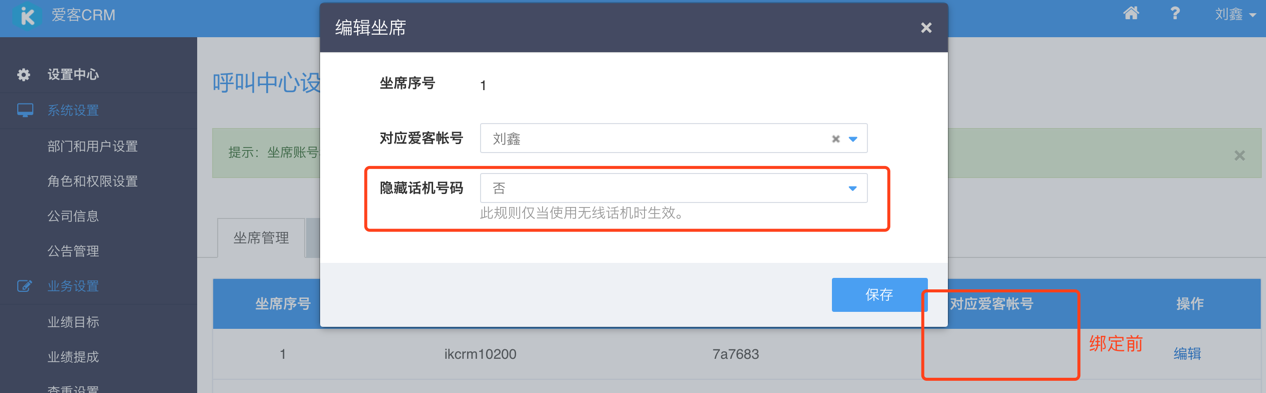 爱客CRM
刘鑫
编辑坐席
设置中心
系统设置
部门和用户设置
角色和权限设置
公司信息
公告管理
业务设置
业绩目标
业绩提成
查重设置
呼叫中心设
提示：坐席账号
坐席序号 1
对应爱客帐号 刘鑫
隐藏话机号码 否
此规则仅当使用无线话机时生效。
保存
坐席管理
坐席序号 对应爱客帐号 操作
1 ikcrm10200 7a7683 编辑
绑定前